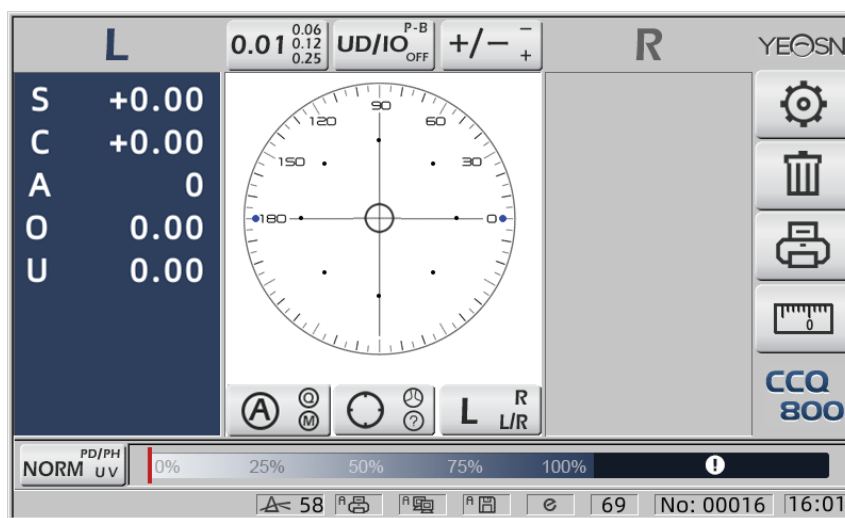 L
0.01 0.06 0.12 0.25
UD/IO P-B OFF
+/− − +
R
YEOSN
S +0.00
C +0.00
A 0
O 0.00
U 0.00
90
120 60
150 30
180 0
0
A Q M
?
L R L/R
CCQ
800
NORM PD/PH UV
0% 25% 50% 75% 100% !
58 A A A e 69 No: 00016 16:01